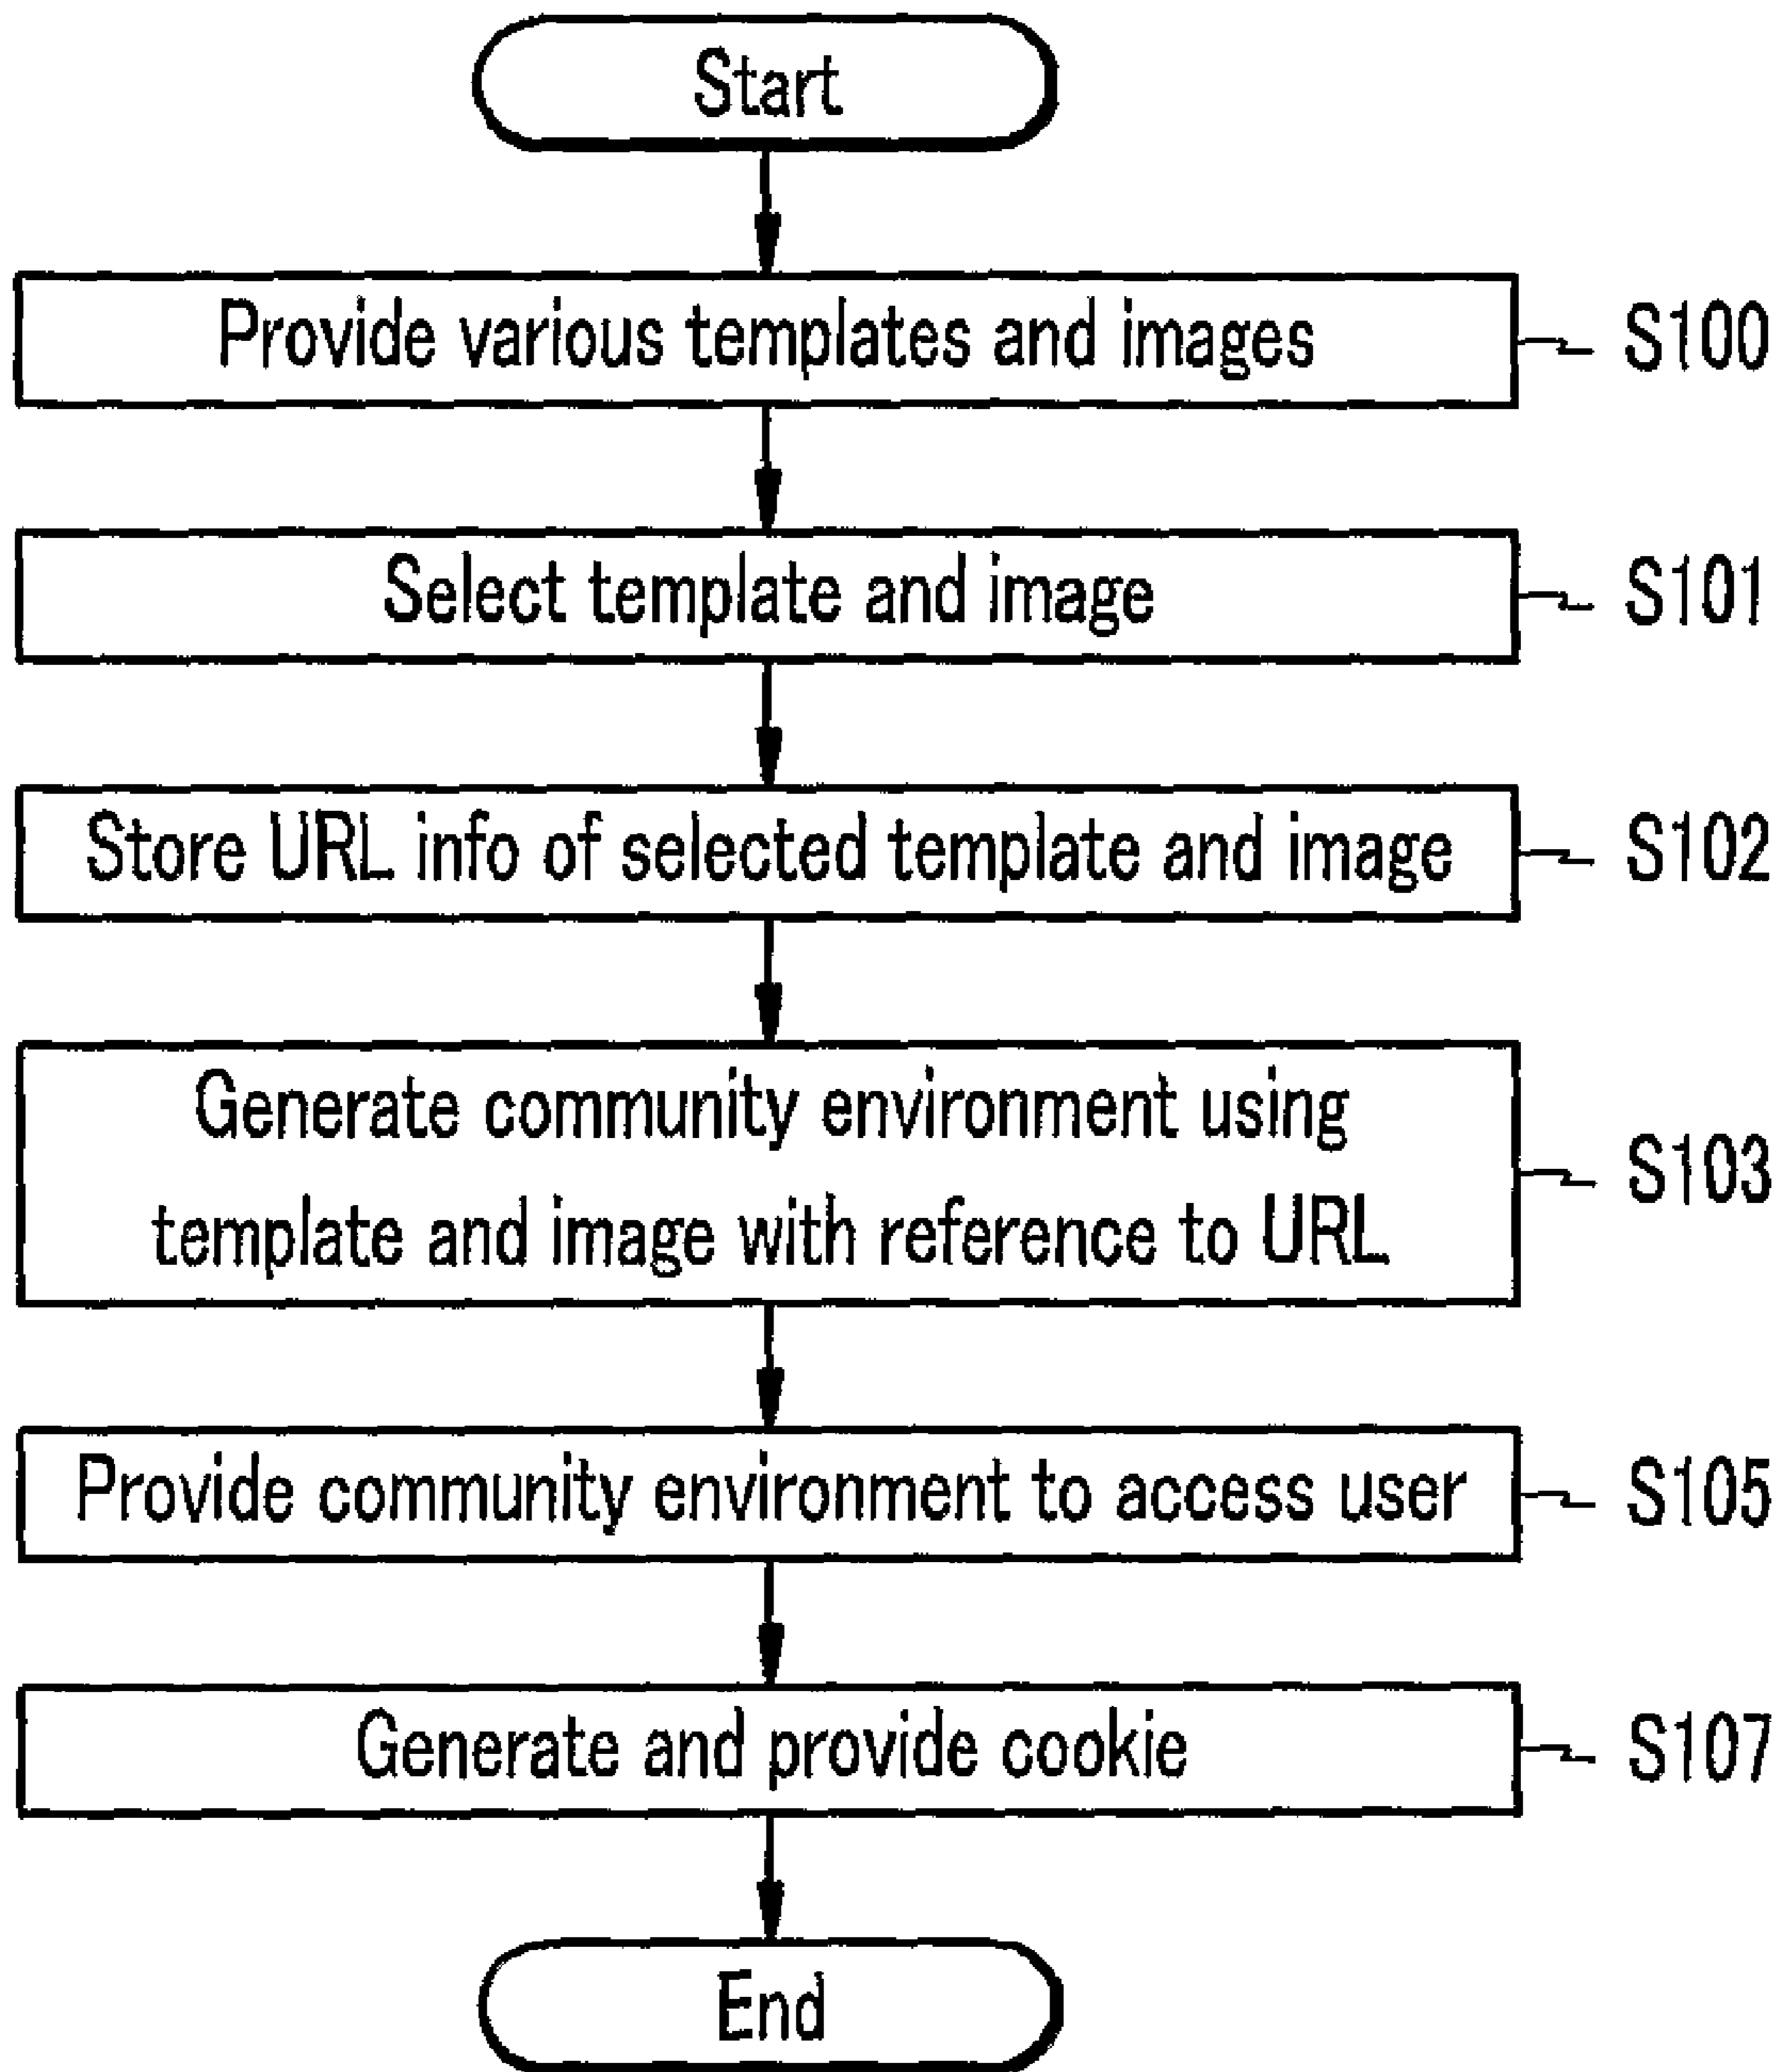 Start
Provide various templates and images
S100
Select template and image
S101
Store URL info of selected template and image
S102
Generate community environment using
template and image with reference to URL
S103
Provide community environment to access user
S105
Generate and provide cookie
S107
End